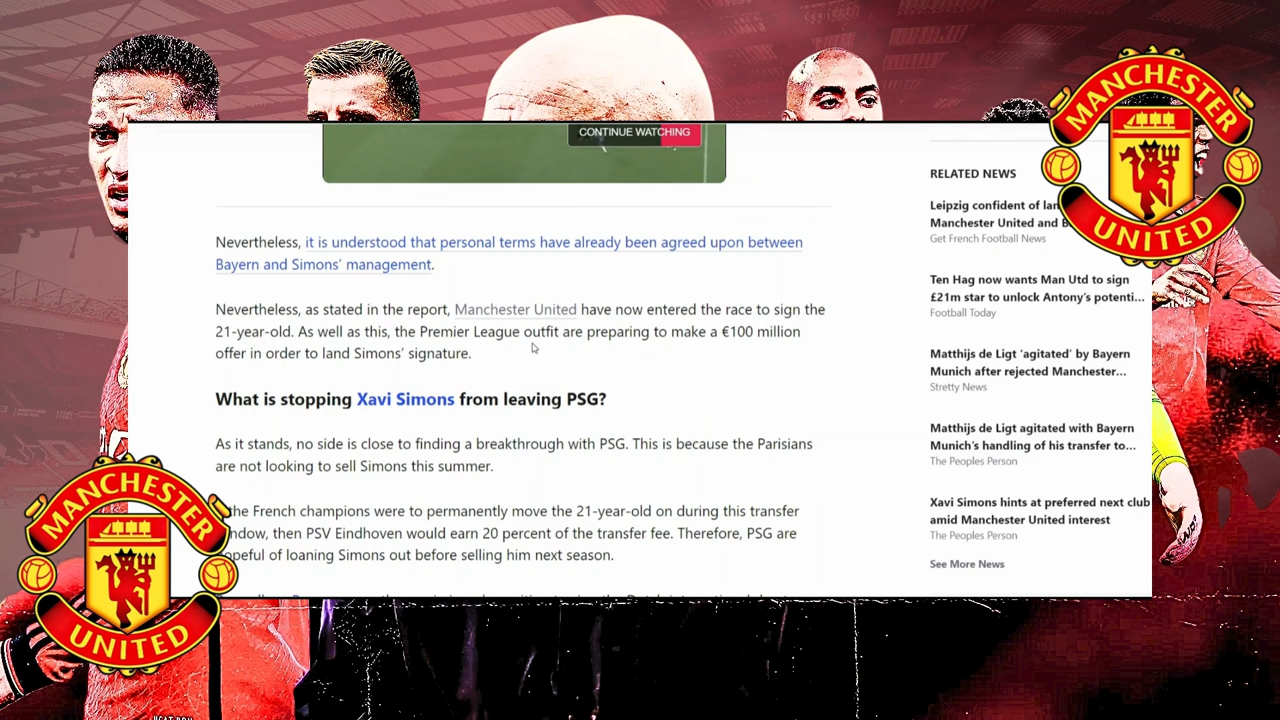 CONTINUE WATCHING
Nevertheless, it is understood that personal terms have already been agreed upon between
Bayern and Simons’ management.
Nevertheless, as stated in the report, Manchester United have now entered the race to sign the
21-year-old. As well as this, the Premier League outfit are preparing to make a €100 million
offer in order to land Simons’ signature.
What is stopping Xavi Simons from leaving PSG?
As it stands, no side is close to finding a breakthrough with PSG. This is because the Parisians
are not looking to sell Simons this summer.
the French champions were to permanently move the 21-year-old on during this transfer
then PSV Eindhoven would earn 20 percent of the transfer fee. Therefore, PSG are
of loaning Simons out before selling him next season.
RELATED NEWS
Leipzig confident of
Manchester United and
Get French Football News
Ten Hag now wants Man Utd to sign
£21m star to unlock Antony’s potenti...
Football Today
Matthijs de Ligt ‘agitated’ by Bayern
Munich after rejected Manchester...
Stretty News
Matthijs de Ligt agitated with Bayern
Munich’s handling of his transfer to...
The Peoples Person
Xavi Simons hints at preferred next club
amid Manchester United interest
The Peoples Person
See More News
MANCHESTER
UNITED
MANCHESTER
UNITED